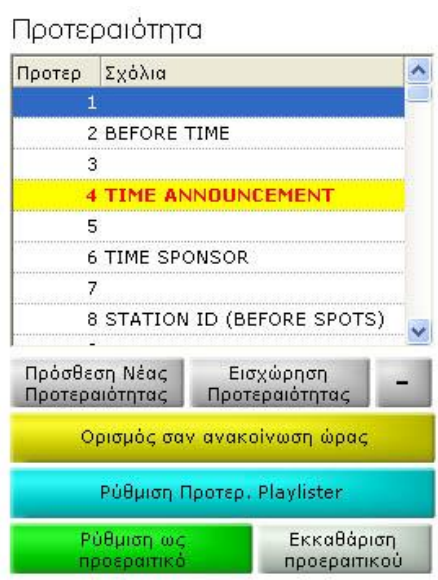 Προτεραιότητα
Προτερ Σχόλια
1
2 BEFORE TIME
3
4 TIME ANNOUNCEMENT
5
6 TIME SPONSOR
7
8 STATION ID (BEFORE SPOTS)
Πρόσθεση Νέας Προτεραιότητας
Εισχώρηση Προτεραιότητας
-
Ορισμός σαν ανακοίνωση ώρας
Ρύθμιση Προτερ. Playlister
Ρύθμιση ως προεραιτικό
Εκκαθάριση προεραιτικού